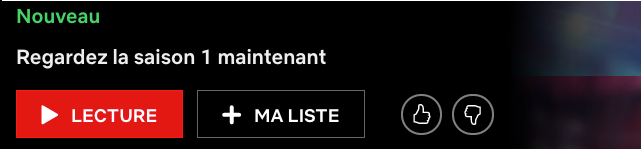 Nouveau
Regardez la saison 1 maintenant
LECTURE
MA LISTE